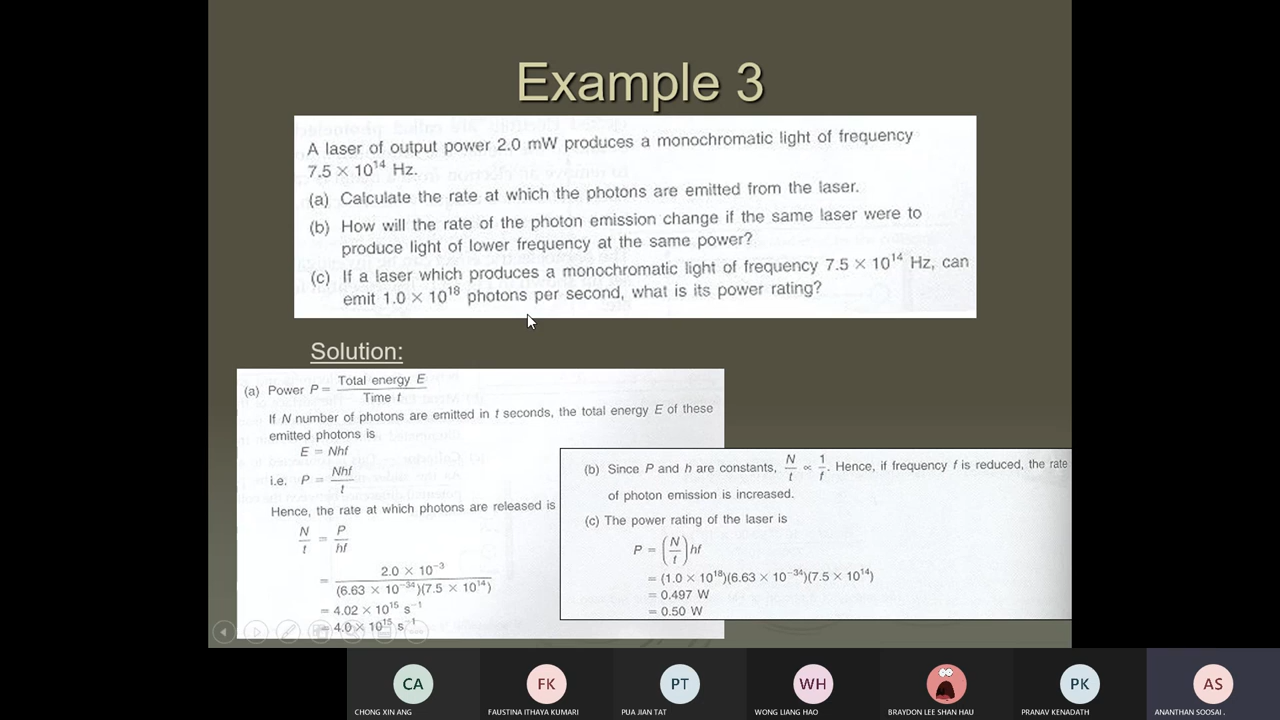 Example 3
A laser of output power 2.0 mW produces a monochromatic light of frequency
7.5 × 10¹⁴ Hz.
(a) Calculate the rate at which the photons are emitted from the laser.
(b) How will the rate of the photon emission change if the same laser were to
produce light of lower frequency at the same power?
(c) If a laser which produces a monochromatic light of frequency 7.5 × 10¹⁴ Hz, can
emit 1.0 × 10¹⁸ photons per second, what is its power rating?
Solution:
(a) Power P = Total energy E / Time t
If N number of photons are emitted in t seconds, the total energy E of these
emitted photons is
E = Nhf
i.e. P = Nhf / t
Hence, the rate at which photons are released is
N / t = P / hf
= 2.0 × 10⁻³ / (6.63 × 10⁻³⁴)(7.5 × 10¹⁴)
= 4.02 × 10¹⁵ s⁻¹
= 4.0 × 10¹⁵ s⁻¹
(b) Since P and h are constants, N / t ∝ 1 / f. Hence, if frequency f is reduced, the rate
of photon emission is increased.
(c) The power rating of the laser is
P = (N / t) hf
= (1.0 × 10¹⁸)(6.63 × 10⁻³⁴)(7.5 × 10¹⁴)
= 0.497 W
= 0.50 W
CA
FK
PT
WH
PK
AS
CHONG XIN ANG
FAUSTINA ITHAYA KUMARI
PUA JIAN TAT
WONG LIANG HAO
BRAYDON LEE SHAN HAU
PRANAV KENADATH
ANANTHAN SOOSAI .